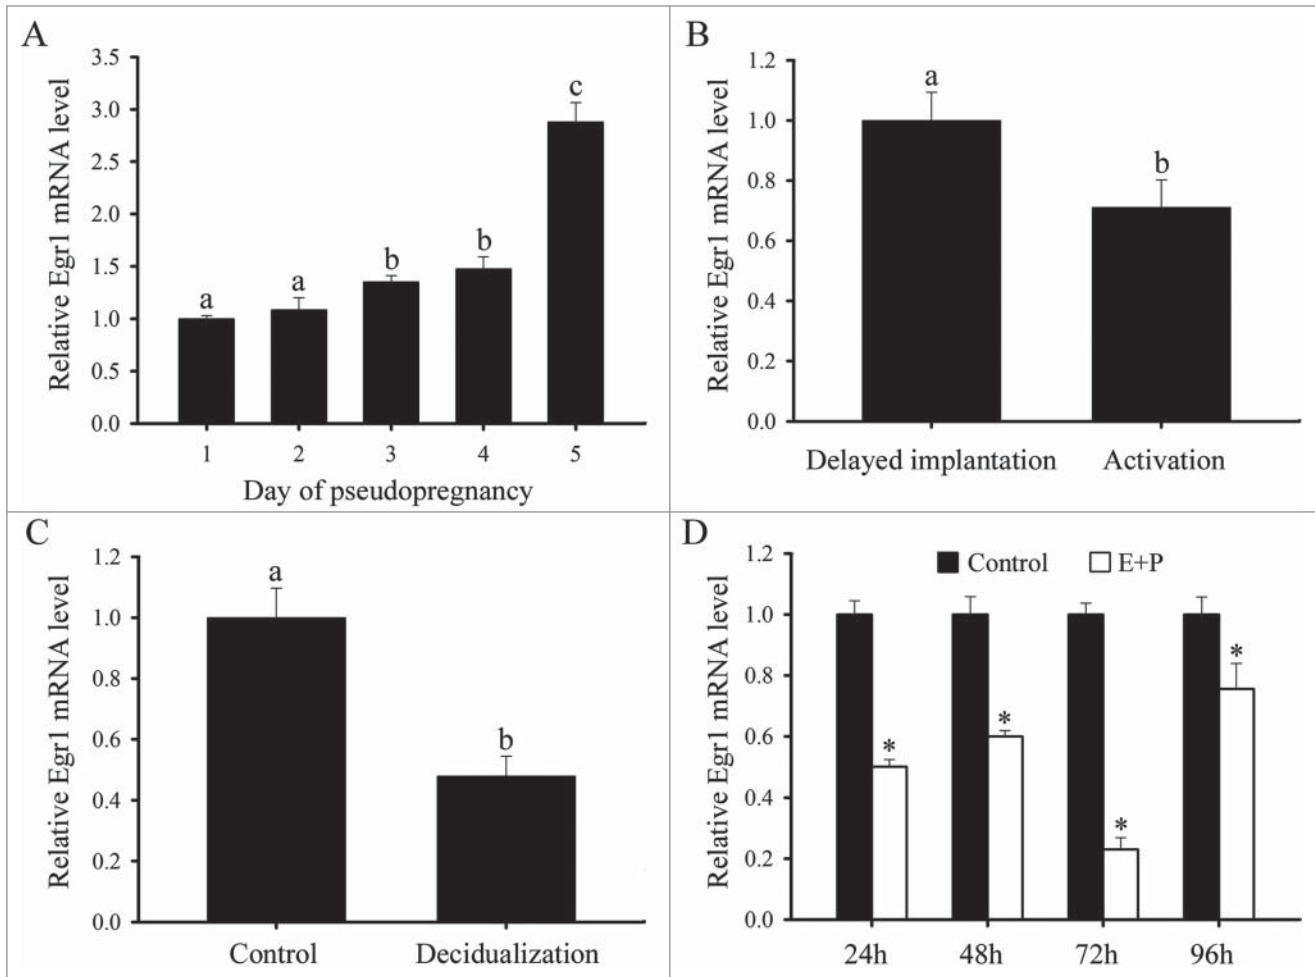 A
Relative Egr1 mRNA level
3.5
3.0
2.5
2.0
1.5
1.0
0.5
0.0
a
a
b
b
c
1 2 3 4 5
Day of pseudopregnancy
B
Relative Egr1 mRNA level
1.2
1.0
0.8
0.6
0.4
0.2
0.0
a
b
Delayed implantation Activation
C
Relative Egr1 mRNA level
1.2
1.0
0.8
0.6
0.4
0.2
0.0
a
b
Control Decidualization
D
Relative Egr1 mRNA level
1.2
1.0
0.8
0.6
0.4
0.2
0.0
Control E+P
*
*
*
*
24h 48h 72h 96h